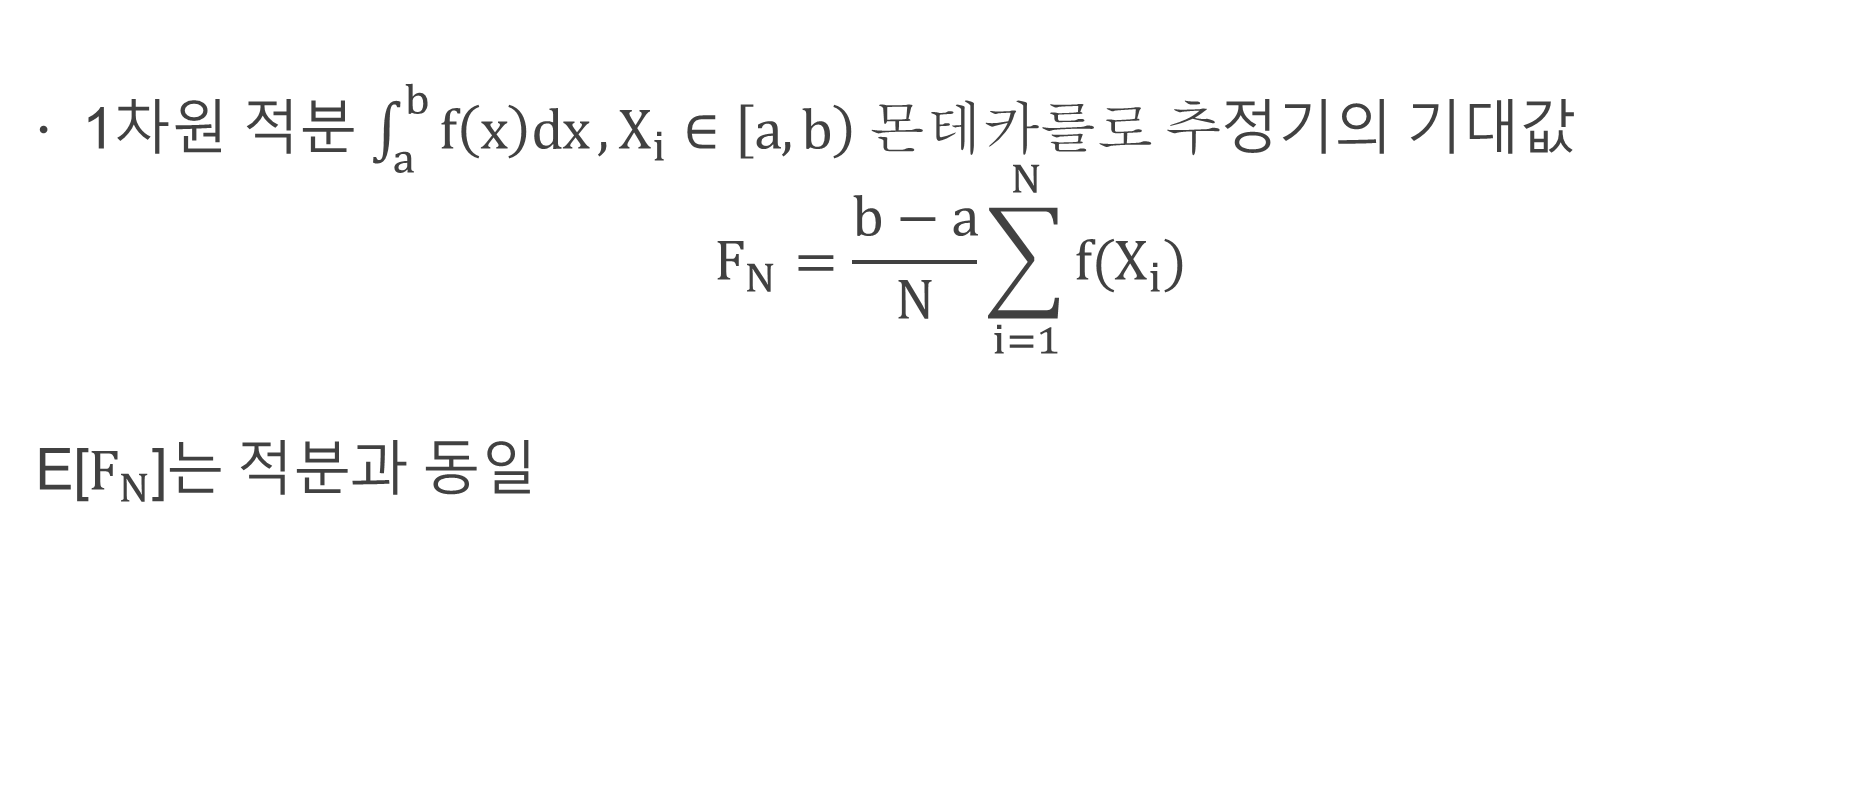 • 1차원 적분 ∫_a^b f(x)dx, X_i ∈ [a, b) 몬테카를로 추정기의 기대값
F_N = \frac{b − a}{N} ∑_{i=1}^{N} f(X_i)
E[F_N]는 적분과 동일